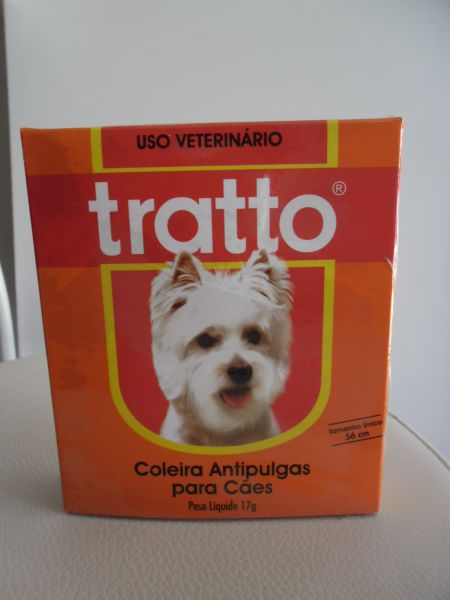 USO VETERINÁRIO
tratto®
Tamanho único
56 cm
Coleira Antipulgas
para Cães
Peso Líquido 17g